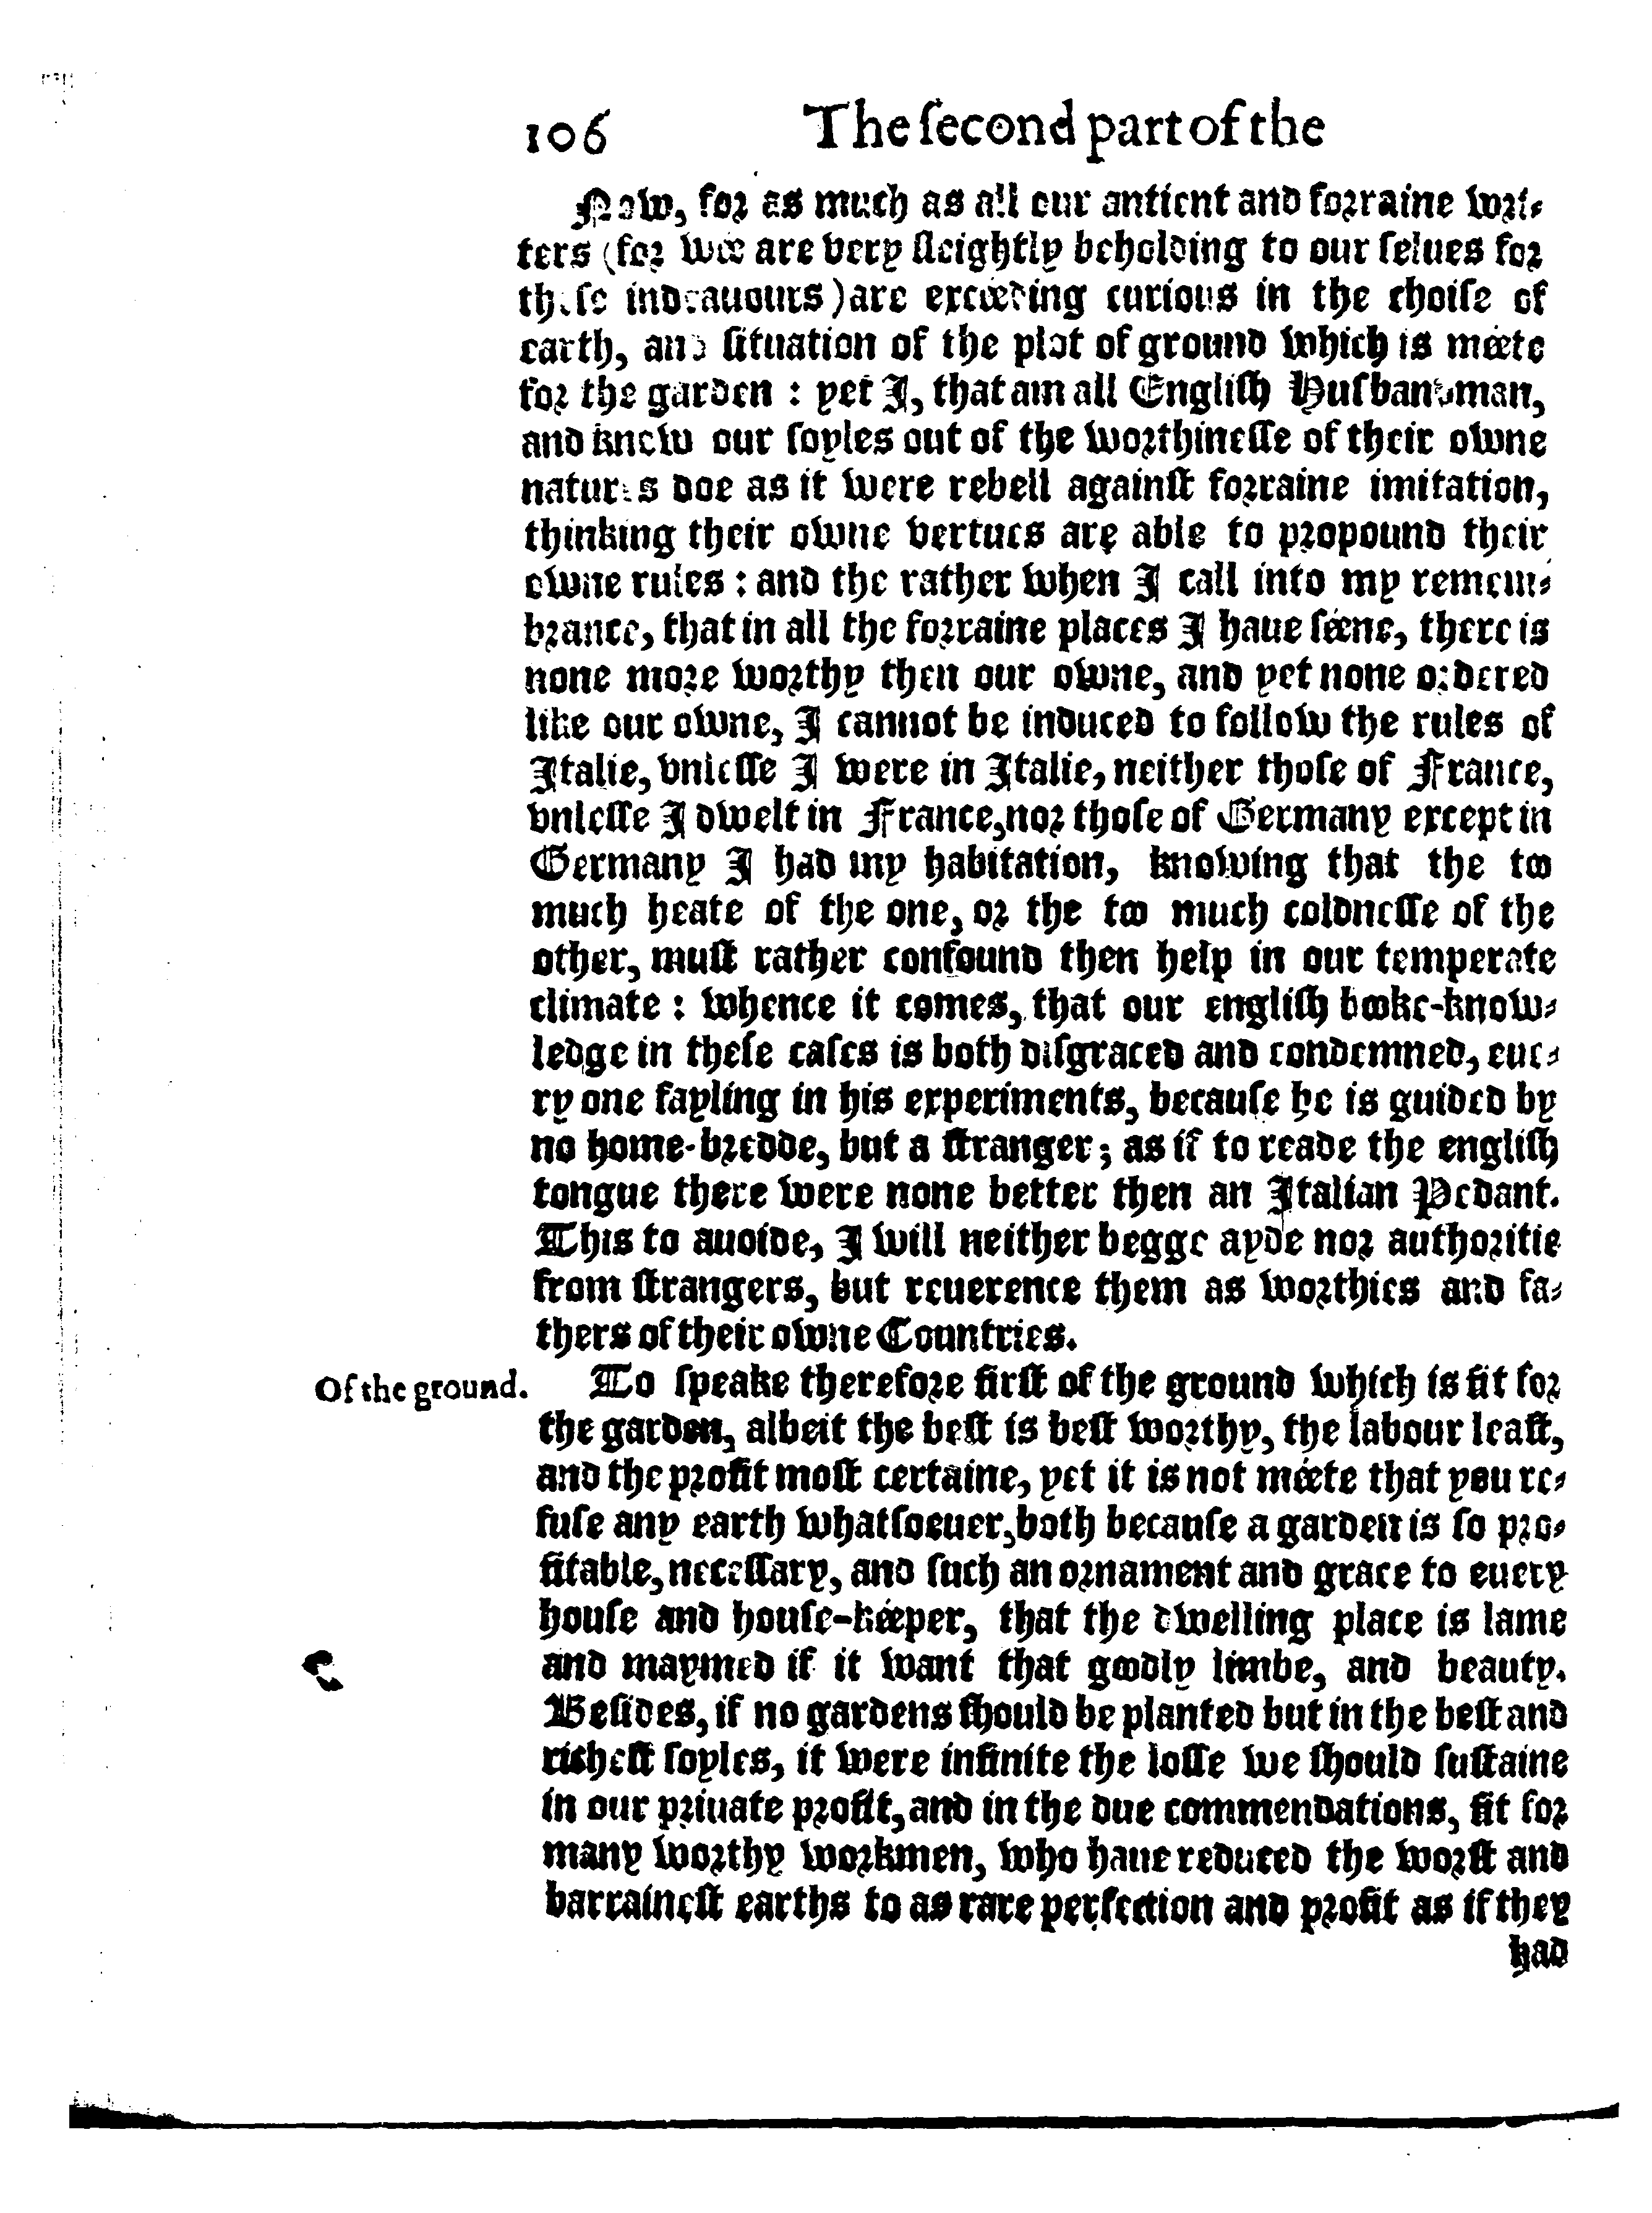 106 The ſecond part of the
Now, for as much as all our antient and forraine wri-
ters (for wee are very ſleightly beholding to our ſelues for
theſe indeauours) are exceeding curious in the choiſe of
earth, and ſituation of the plot of ground which is meete
for the garden : yet I, that am all Engliſh Huſbandman,
and know our ſoyles out of the worthineſſe of their owne
natures doe as it were rebell againſt forraine imitation,
thinking their owne vertues are able to propound their
owne rules : and the rather when I call into my remem-
brance, that in all the forraine places I haue ſéene, there is
none more worthy then our owne, and yet none ordered
like our owne, I cannot be induced to follow the rules of
Italie, vnleſſe I were in Italie, neither thoſe of France,
vnleſſe I dwelt in France, nor thoſe of Germany except in
Germany I had my habitation, knowing that the too
much heate of the one, or the too much coldneſſe of the
other, muſt rather confound then help in our temperate
climate : whence it comes, that our engliſh booke-know-
ledge in theſe caſes is both diſgraced and condemned, eue-
ry one fayling in his experiments, becauſe he is guided by
no home-bredde, but a ſtranger; as if to reade the engliſh
tongue there were none better then an Italian Pedant.
This to auoide, I will neither begge ayde nor authoritie
from ſtrangers, but reuerence them as worthies and fa-
thers of their owne Countries.
Of the ground. To ſpeake therefore firſt of the ground which is fit for
the garden, albeit the beſt is beſt worthy, the labour leaſt,
and the profit moſt certaine, yet it is not méete that you re-
fuſe any earth whatſoeuer, both becauſe a garden is ſo pro-
fitable, neceſſary, and ſuch an ornament and grace to euery
houſe and houſe-kéeper, that the dwelling place is lame
and maymed if it want that goodly limbe, and beauty.
Beſides, if no gardens ſhould be planted but in the beſt and
richeſt ſoyles, it were infinite the loſſe we ſhould ſuſtaine
in our priuate profit, and in the due commendations, fit for
many worthy workmen, who haue reduced the worſt and
barraineſt earths to as rare perfection and profit as if they
had